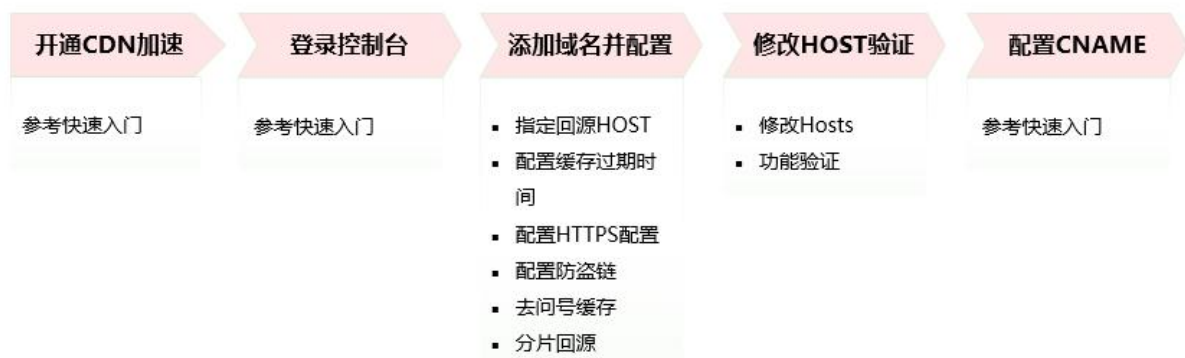 开通CDN加速
登录控制台
添加域名并配置
修改HOST验证
配置CNAME
参考快速入门
参考快速入门
指定回源HOST
配置缓存过期时
间
配置HTTPS配置
配置防盗链
去问号缓存
分片回源
修改Hosts
功能验证
参考快速入门